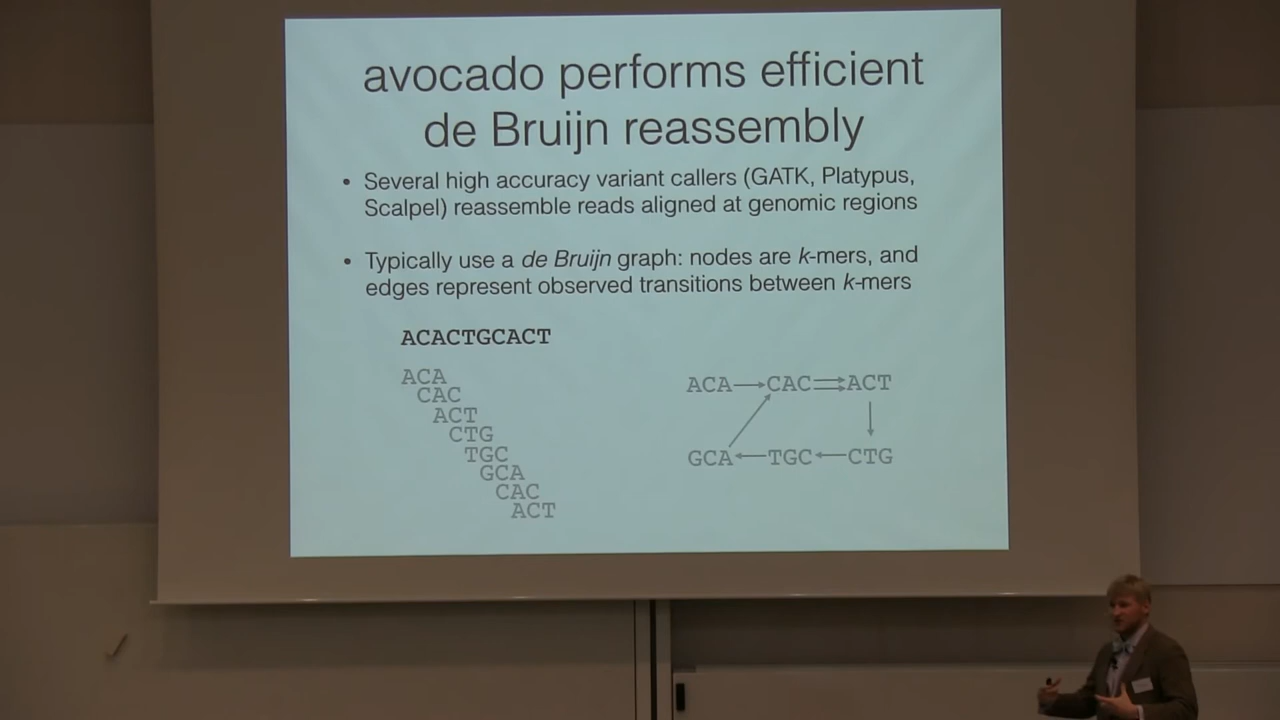 avocado performs efficient
de Bruijn reassembly
• Several high accuracy variant callers (GATK, Platypus,
Scalpel) reassemble reads aligned at genomic regions
• Typically use a de Bruijn graph: nodes are k-mers, and
edges represent observed transitions between k-mers
ACACTGCACT
ACA
CAC
ACT
CTG
TGC
GCA
CAC
ACT
ACA CAC ACT
GCA TGC CTG